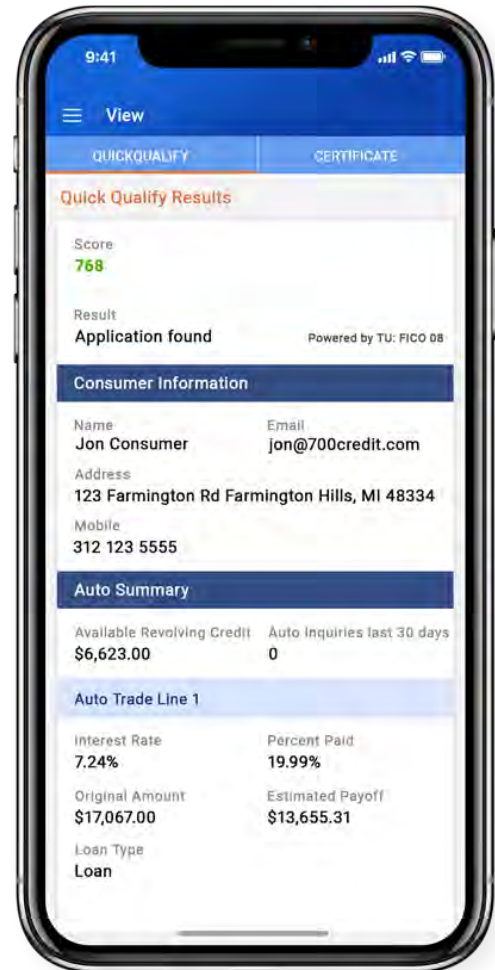 9:41
View
QUICKQUALIFY CERTIFICATE
Quick Qualify Results
Score
768
Result
Application found Powered by TU: FICO 08
Consumer Information
Name Email
Jon Consumer jon@700credit.com
Address
123 Farmington Rd Farmington Hills, MI 48334
Mobile
312 123 5555
Auto Summary
Available Revolving Credit Auto Inquiries last 30 days
$6,623.00 0
Auto Trade Line 1
Interest Rate Percent Paid
7.24% 19.99%
Original Amount Estimated Payoff
$17,067.00 $13,655.31
Loan Type
Loan